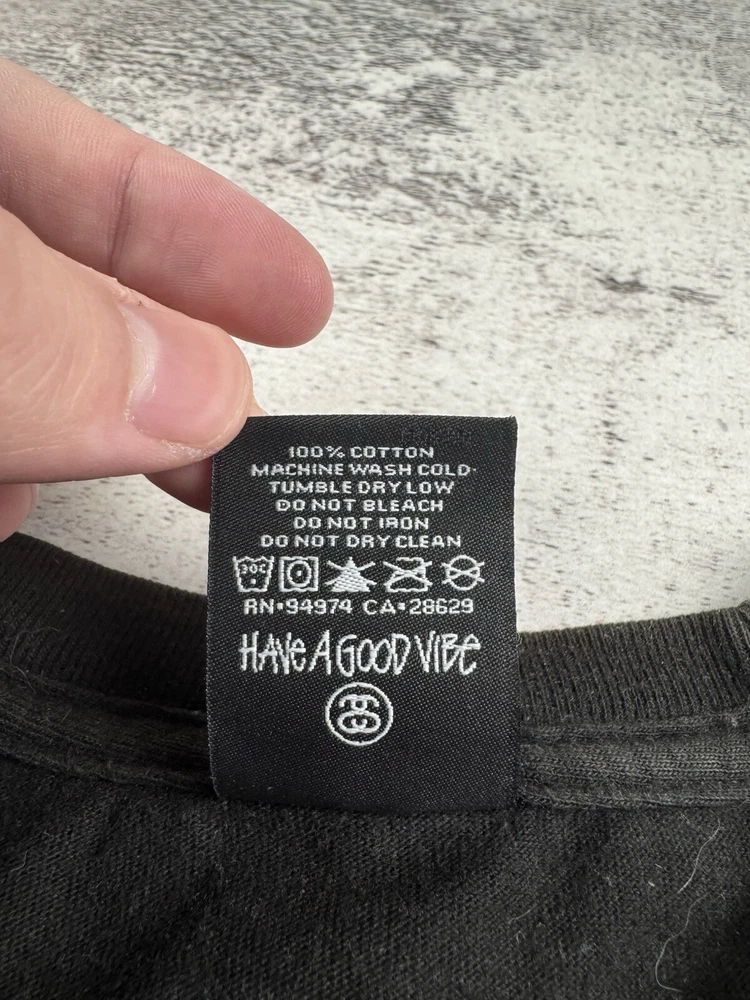 100% COTTON
MACHINE WASH COLD
TUMBLE DRY LOW
DO NOT BLEACH
DO NOT IRON
DO NOT DRY CLEAN
30C
RN•94974 CA•28629
HAVE A GOOD VIBE